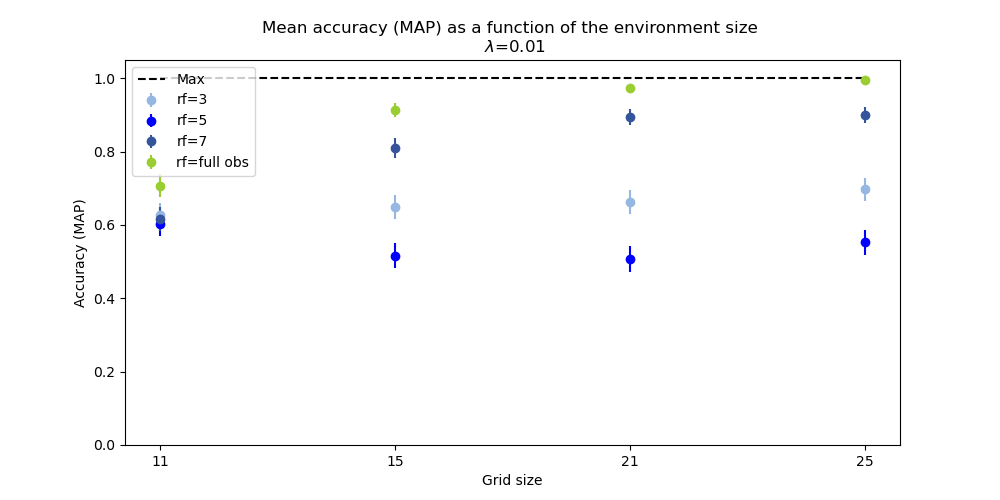 Mean accuracy (MAP) as a function of the environment size
λ=0.01
Accuracy (MAP)
1.0
0.8
0.6
0.4
0.2
0.0
Max
rf=3
rf=5
rf=7
rf=full obs
11 15 21 25
Grid size